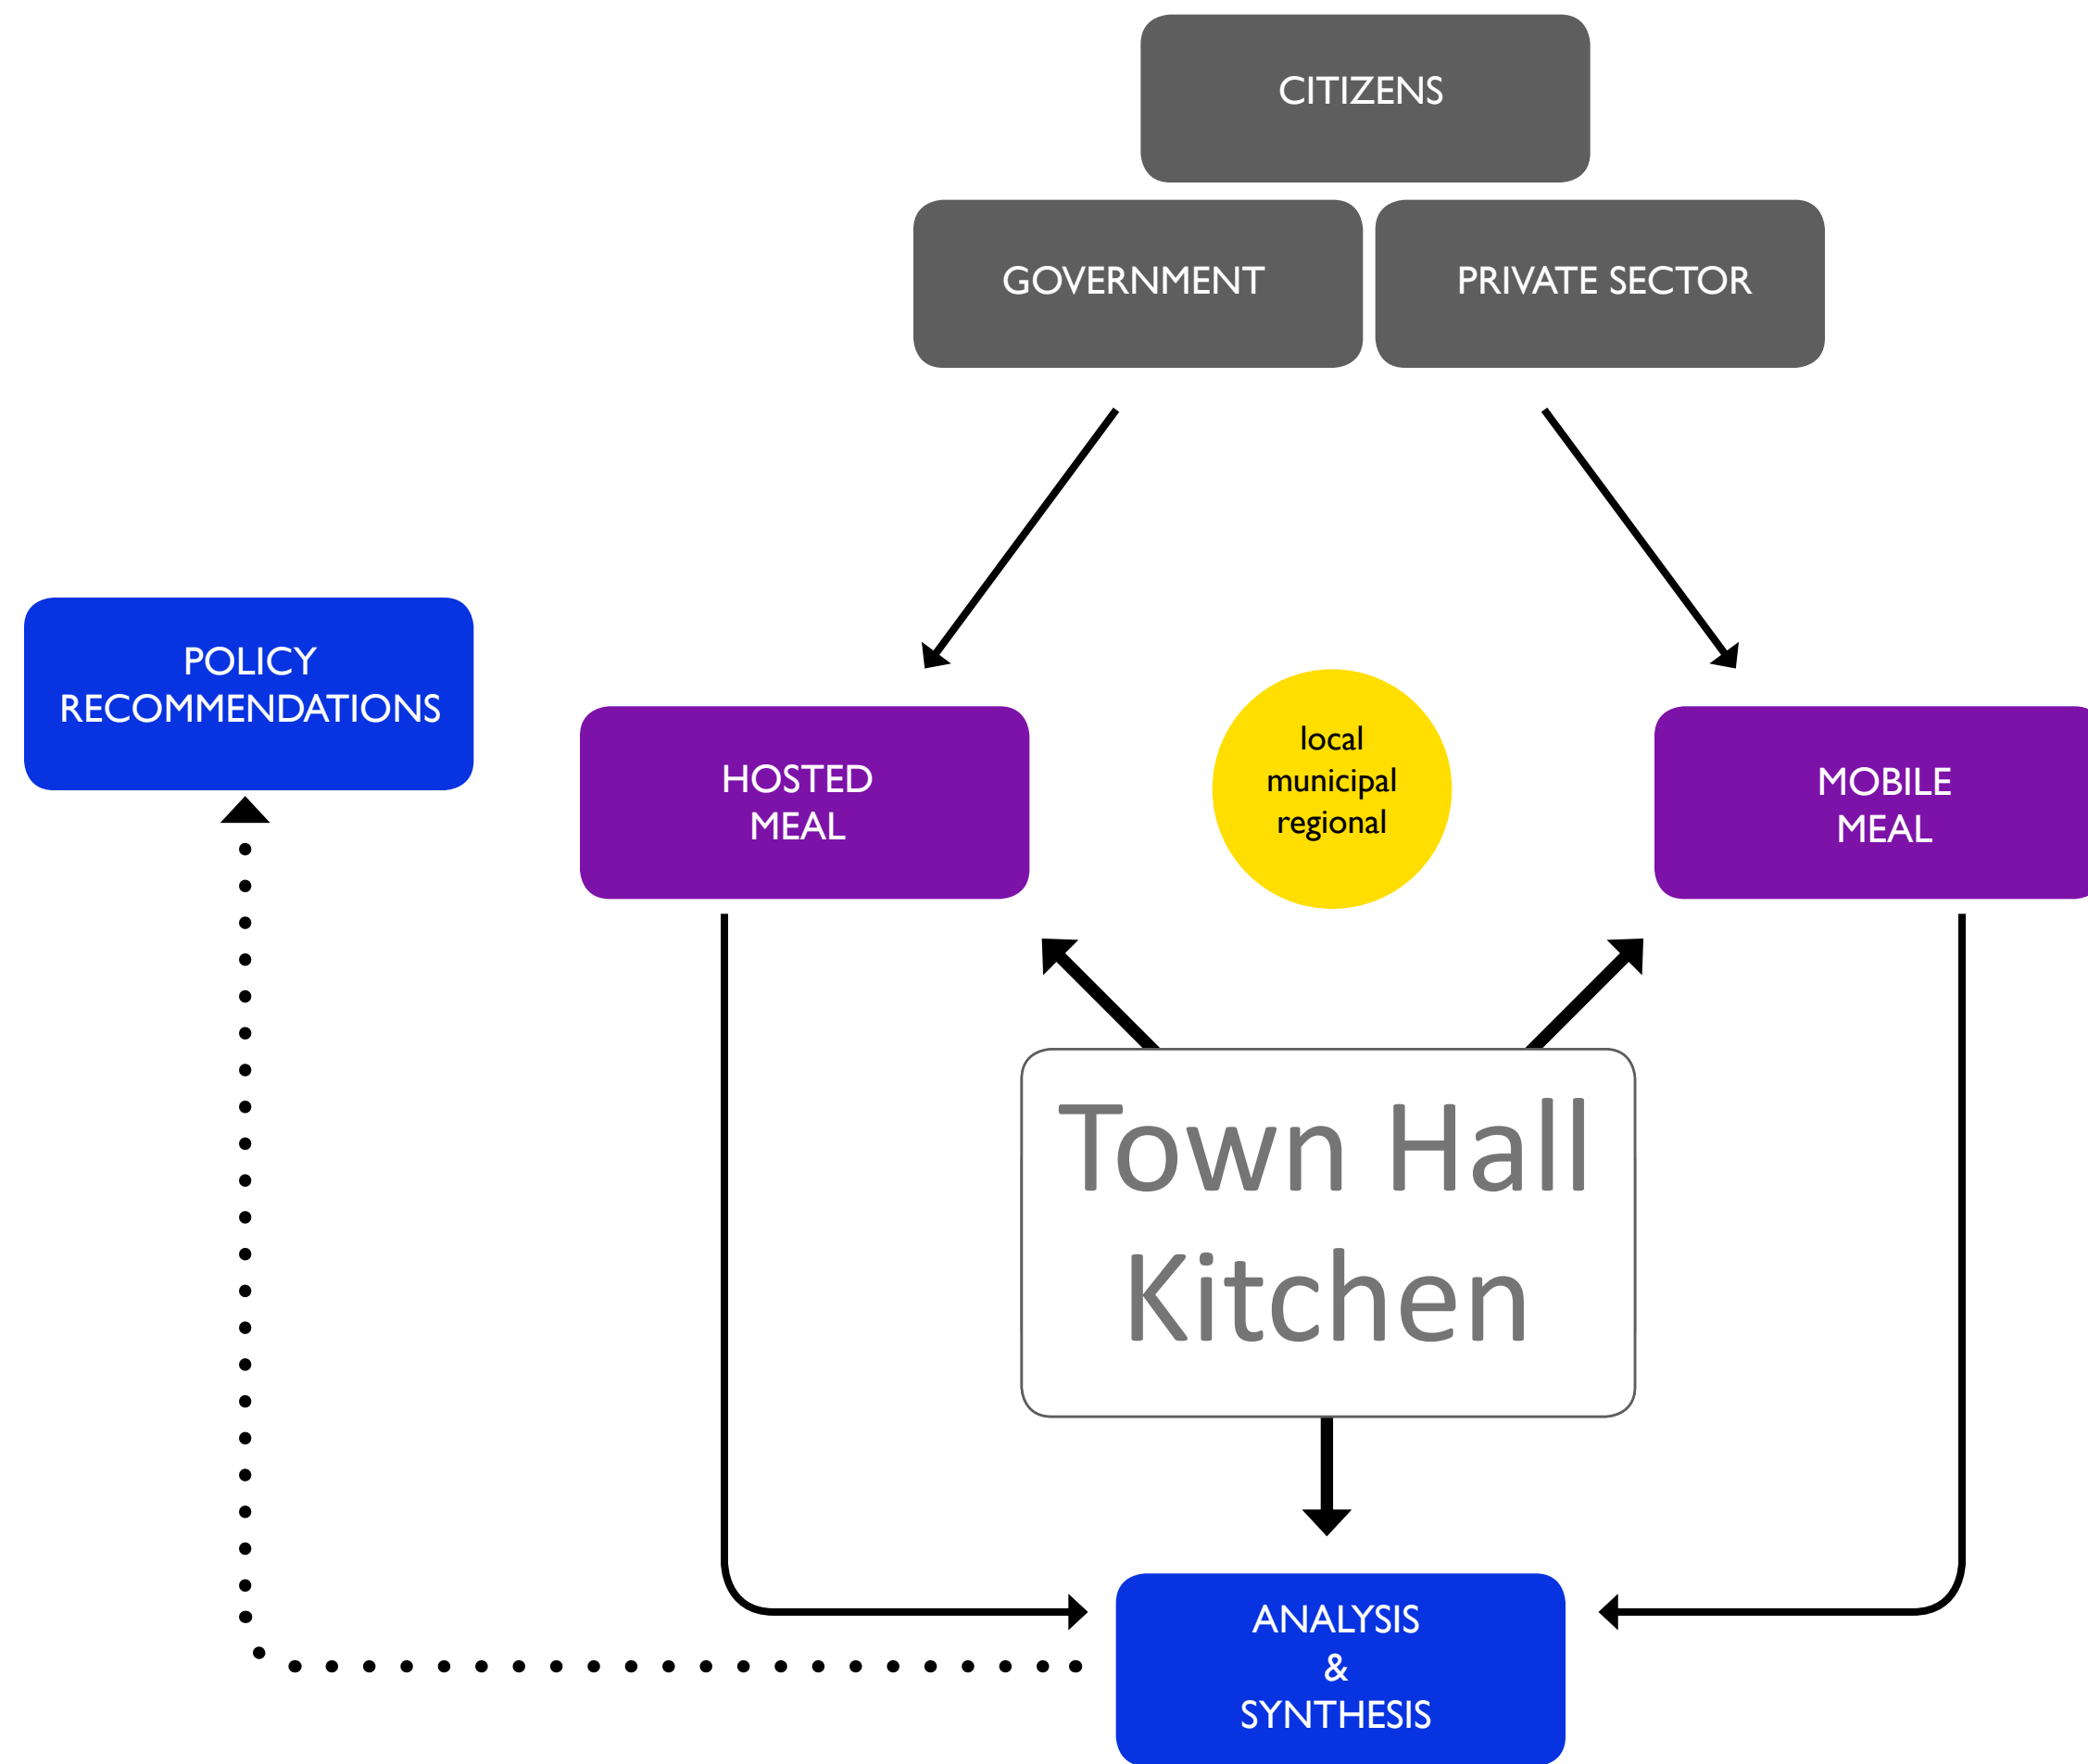 CITIZENS
GOVERNMENT
PRIVATE SECTOR
POLICY
RECOMMENDATIONS
HOSTED
MEAL
local
municipal
regional
MOBILE
MEAL
Town Hall
Kitchen
ANALYSIS
&
SYNTHESIS